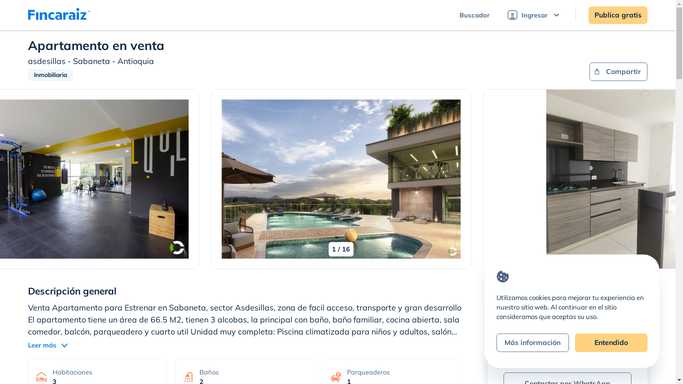 Fincaraiz
Buscador
Ingresar
Publica gratis
Apartamento en venta
asdesillas - Sabaneta - Antioquia
Inmobiliaria
Compartir
1 / 16
Descripción general
Venta Apartamento para Estrenar en Sabaneta, sector Asdesillas, zona de facil acceso, transporte y gran desarrollo
El apartamento tiene un área de 66.5 M2, tienen 3 alcobas, la principal con baño, baño familiar, cocina abierta, sala
comedor, balcón, parqueadero y cuarto util Unidad muy completa: Piscina climatizada para niños y adultos, salón...
Leer más
Habitaciones
3
Baños
2
Parqueaderos
1
Utilizamos cookies para mejorar tu experiencia en
nuestro sitio web. Al continuar en el sitio
consideramos que aceptas su uso.
Más información
Entendido
Contactar por WhatsApp